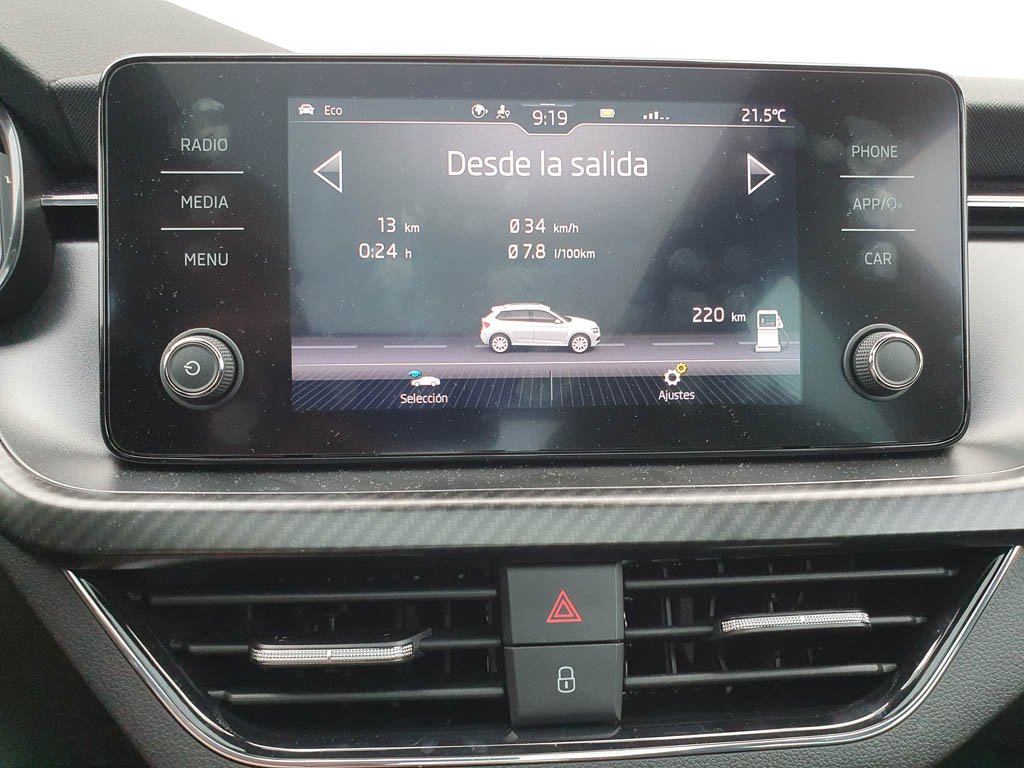 Eco 9:19 21.5°C
RADIO
MEDIA
MENU
Desde la salida
13 km Ø 34 km/h
0:24 h Ø 7.8 l/100km
220 km
Selección Ajustes
PHONE
APP/
CAR